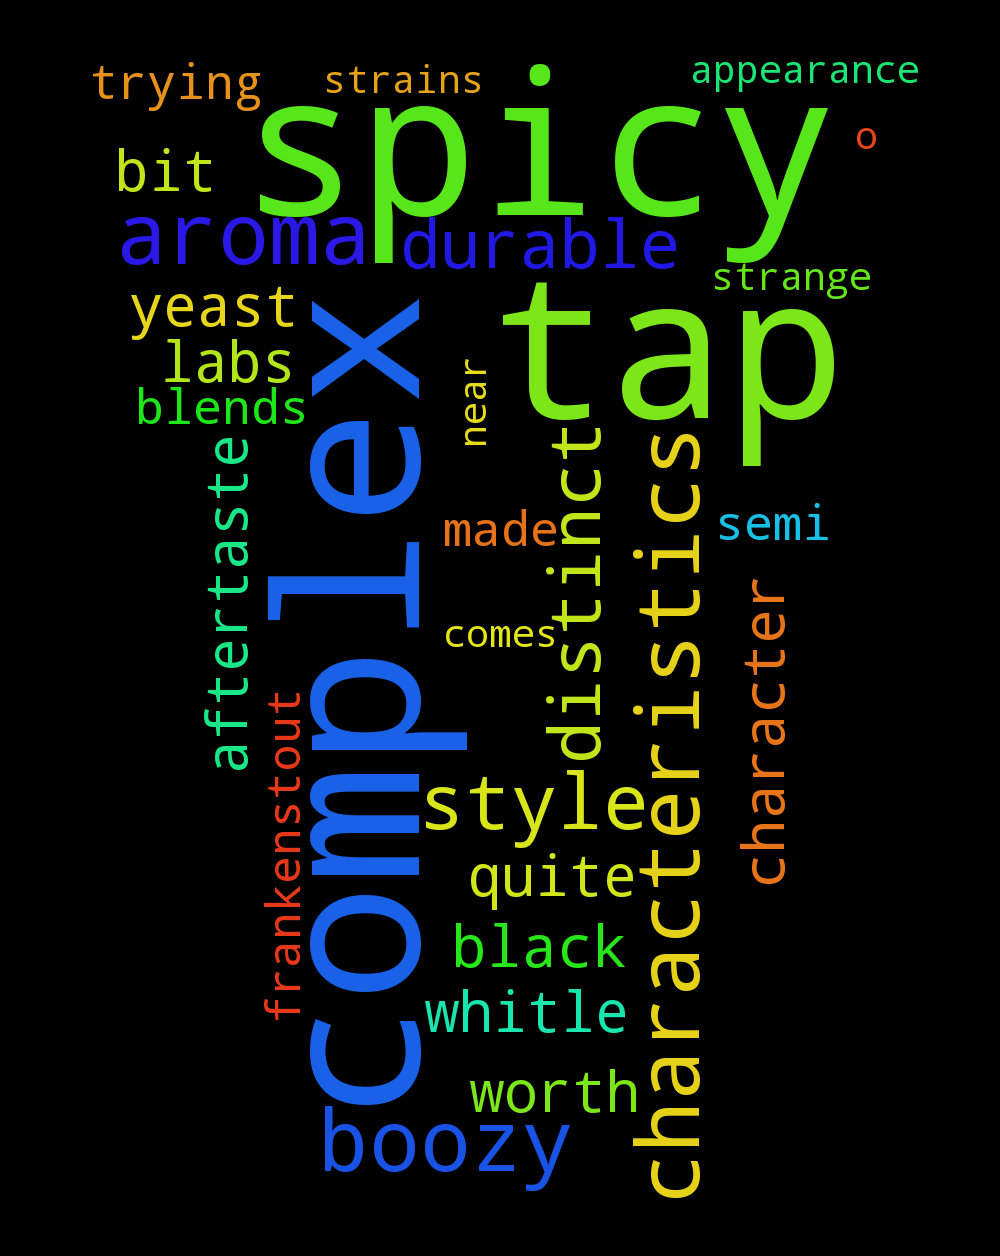 trying
strains
appearance
spicy
o
bit
aroma
durable
strange
yeast
tap
labs
complex
near
blends
aftertaste
distinct
characteristics
made
semi
character
comes
frankenstout
style
quite
black
whitle
worth
boozy